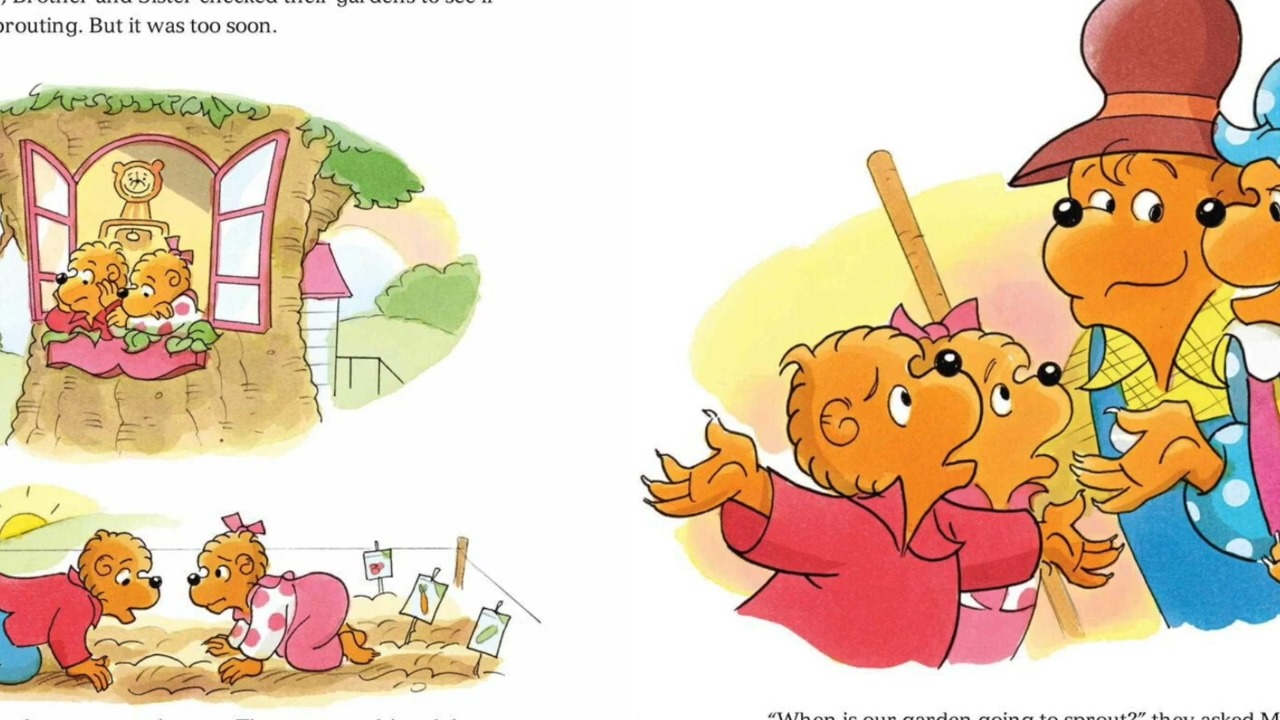 , Brother and Sister checked their gardens to see if
prouting. But it was too soon.
“When is our garden going to sprout?” they asked M